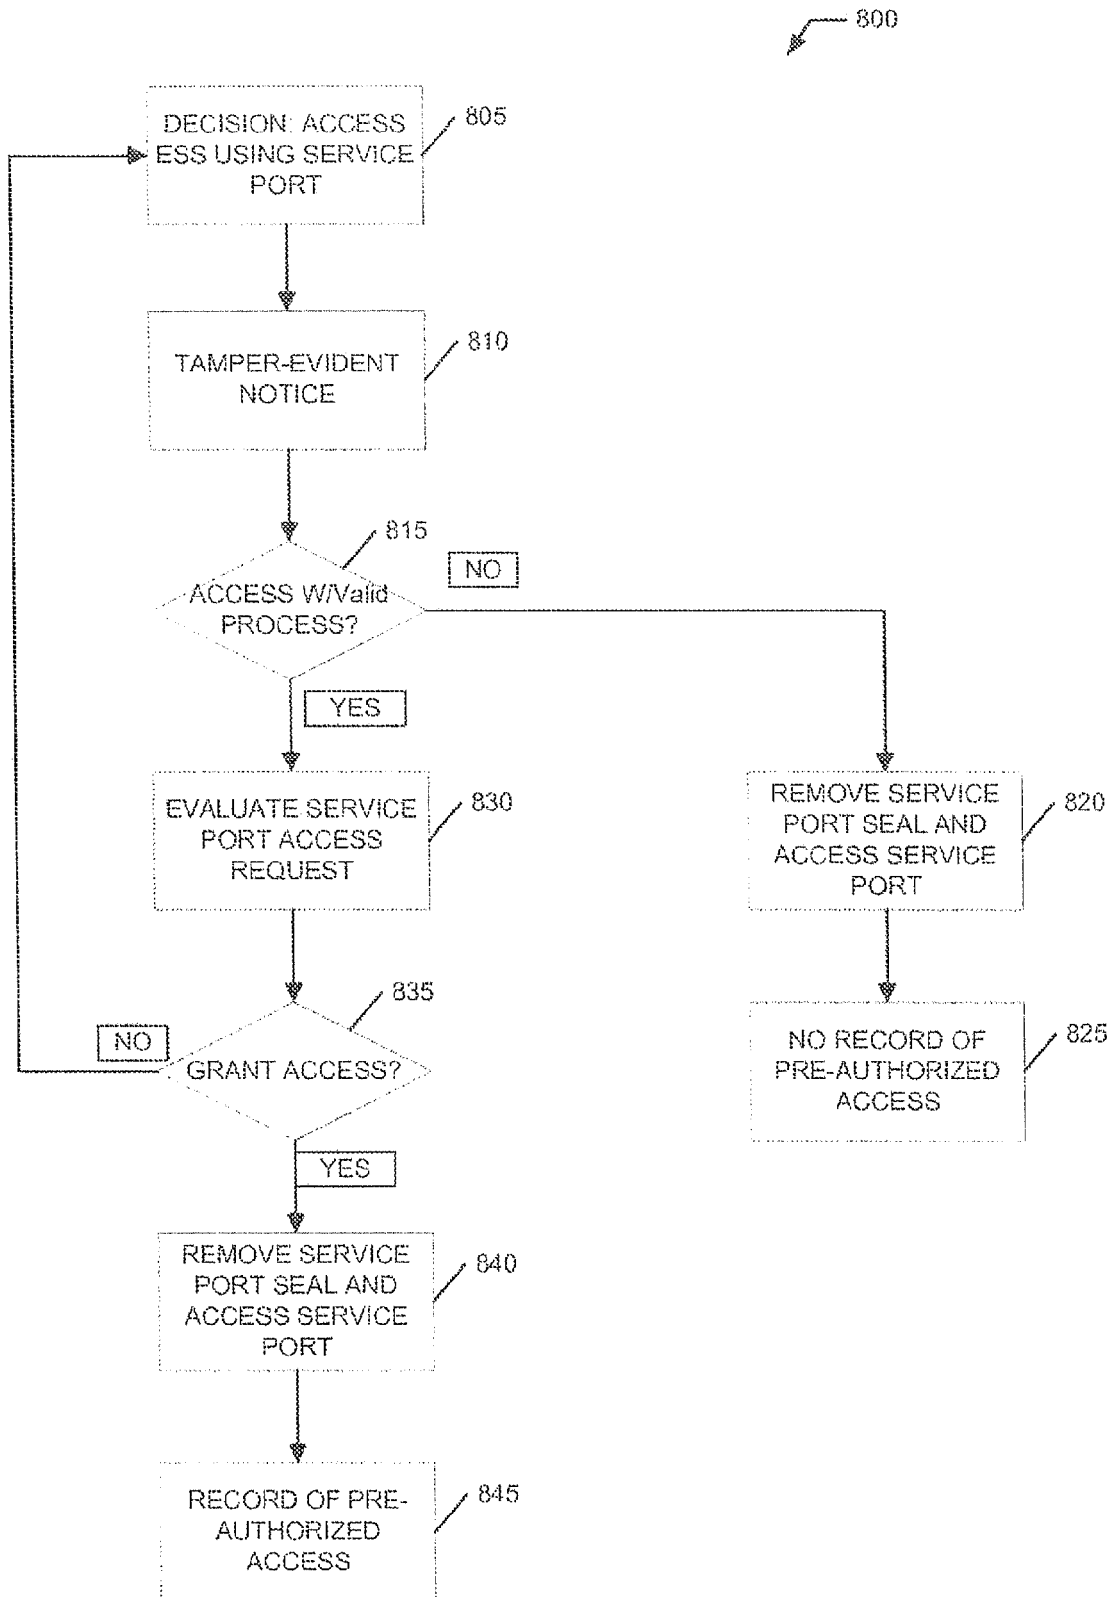 800
DECISION: ACCESS
ESS USING SERVICE
PORT
805
TAMPER-EVIDENT
NOTICE
810
815
ACCESS W/Valid
PROCESS?
NO
YES
EVALUATE SERVICE
PORT ACCESS
REQUEST
830
REMOVE SERVICE
PORT SEAL AND
ACCESS SERVICE
PORT
820
835
GRANT ACCESS?
NO
YES
NO RECORD OF
PRE-AUTHORIZED
ACCESS
825
REMOVE SERVICE
PORT SEAL AND
ACCESS SERVICE
PORT
840
RECORD OF PRE-
AUTHORIZED
ACCESS
845